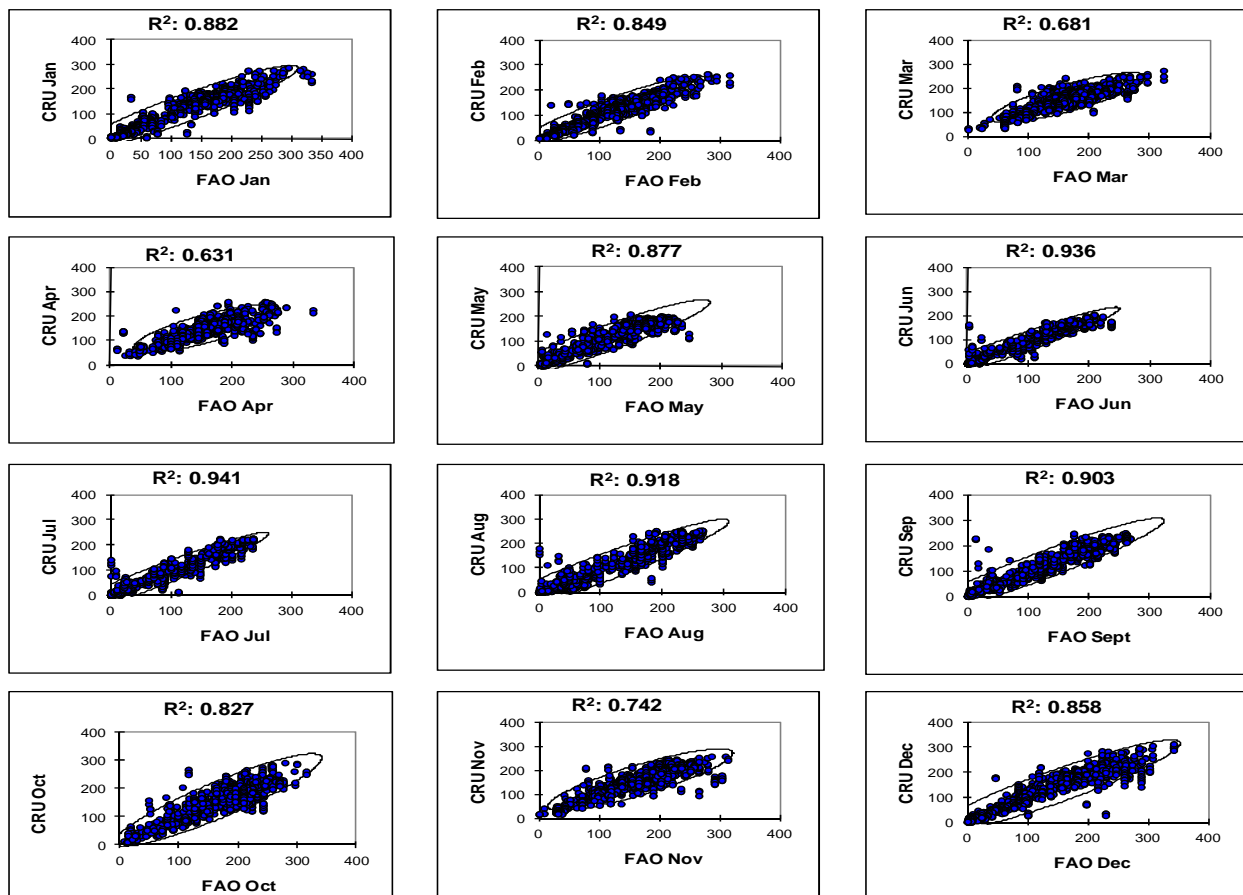 R²: 0.882
400
300
200
100
0
CRU Jan
0 50 100 150 200 250 300 350 400
FAO Jan
R²: 0.849
400
300
200
100
0
CRU Feb
0 100 200 300 400
FAO Feb
R²: 0.681
400
300
200
100
0
CRU Mar
0 100 200 300 400
FAO Mar
R²: 0.631
400
300
200
100
0
CRU Apr
0 100 200 300 400
FAO Apr
R²: 0.877
400
300
200
100
0
CRU May
0 100 200 300 400
FAO May
R²: 0.936
400
300
200
100
0
CRU Jun
0 100 200 300 400
FAO Jun
R²: 0.941
400
300
200
100
0
CRU Jul
0 100 200 300 400
FAO Jul
R²: 0.918
400
300
200
100
0
CRU Aug
0 100 200 300 400
FAO Aug
R²: 0.903
400
300
200
100
0
CRU Sep
0 100 200 300 400
FAO Sept
R²: 0.827
400
300
200
100
0
CRU Oct
0 100 200 300 400
FAO Oct
R²: 0.742
400
300
200
100
0
CRU Nov
0 100 200 300 400
FAO Nov
R²: 0.858
400
300
200
100
0
CRU Dec
0 100 200 300 400
FAO Dec